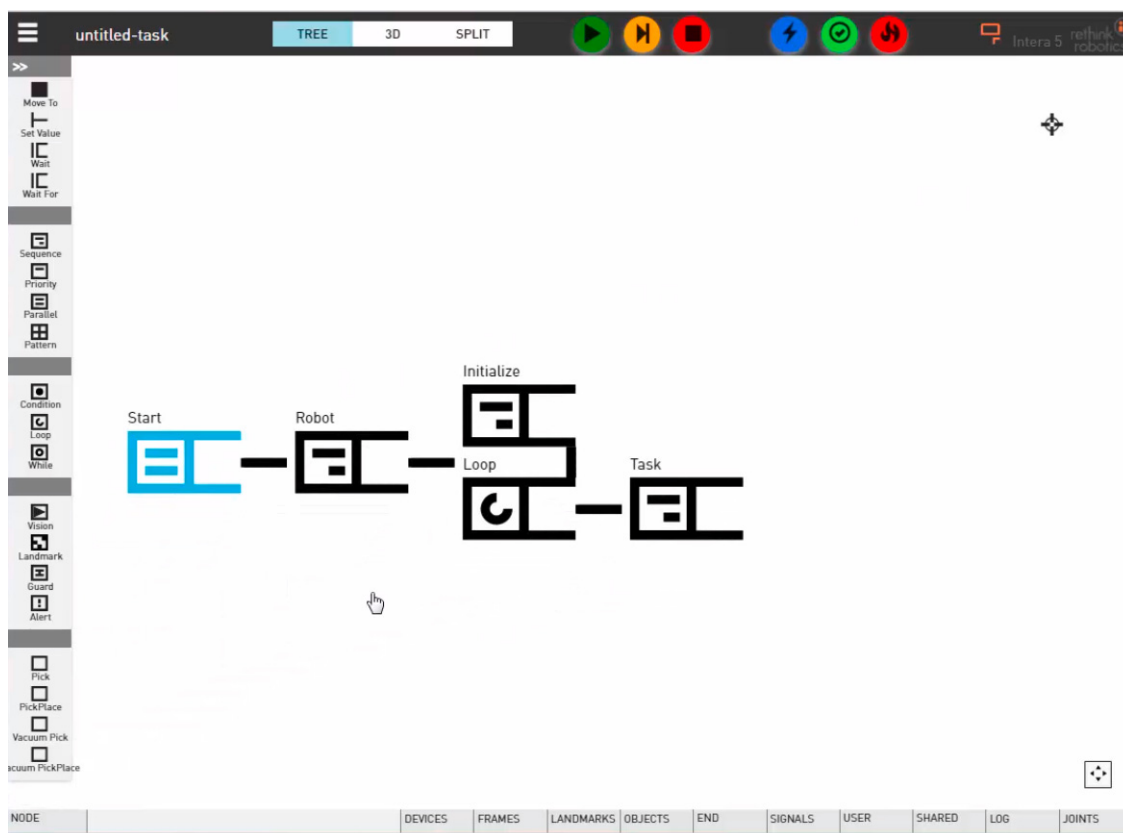 untitled-task
TREE
3D
SPLIT
Intera 5
rethink
robotics
>>
Move To
Set Value
Wait
Wait For
Sequence
Priority
Parallel
Pattern
Condition
Loop
While
Vision
Landmark
Guard
Alert
Pick
PickPlace
Vacuum Pick
acuum PickPlace
Start
Robot
Initialize
Loop
Task
NODE
DEVICES
FRAMES
LANDMARKS
OBJECTS
END
SIGNALS
USER
SHARED
LOG
JOINTS